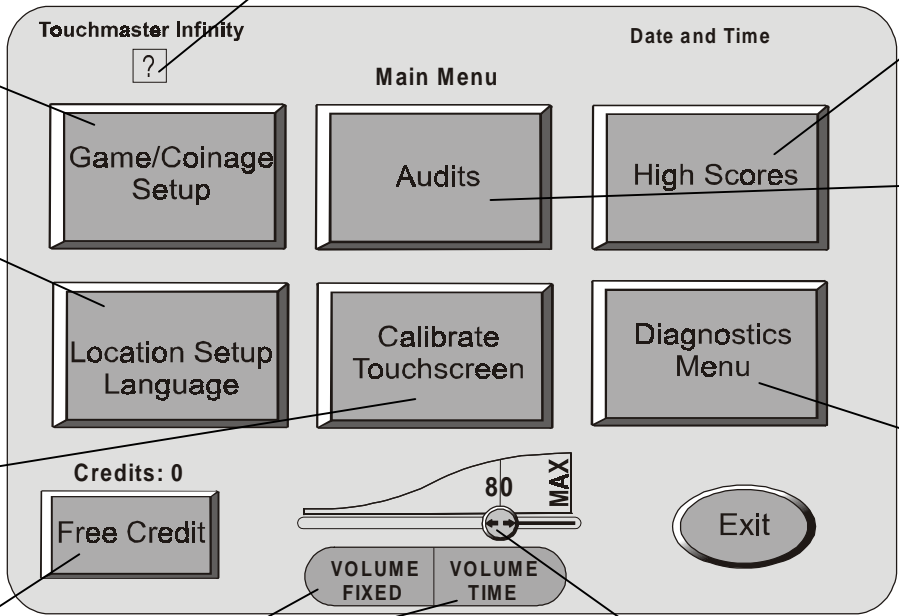 Touchmaster Infinity
Date and Time
?
Main Menu
Game/Coinage
Setup
Audits
High Scores
Location Setup
Language
Calibrate
Touchscreen
Diagnostics
Menu
Credits: 0
Free Credit
80
MAX
Exit
VOLUME
FIXED
VOLUME
TIME